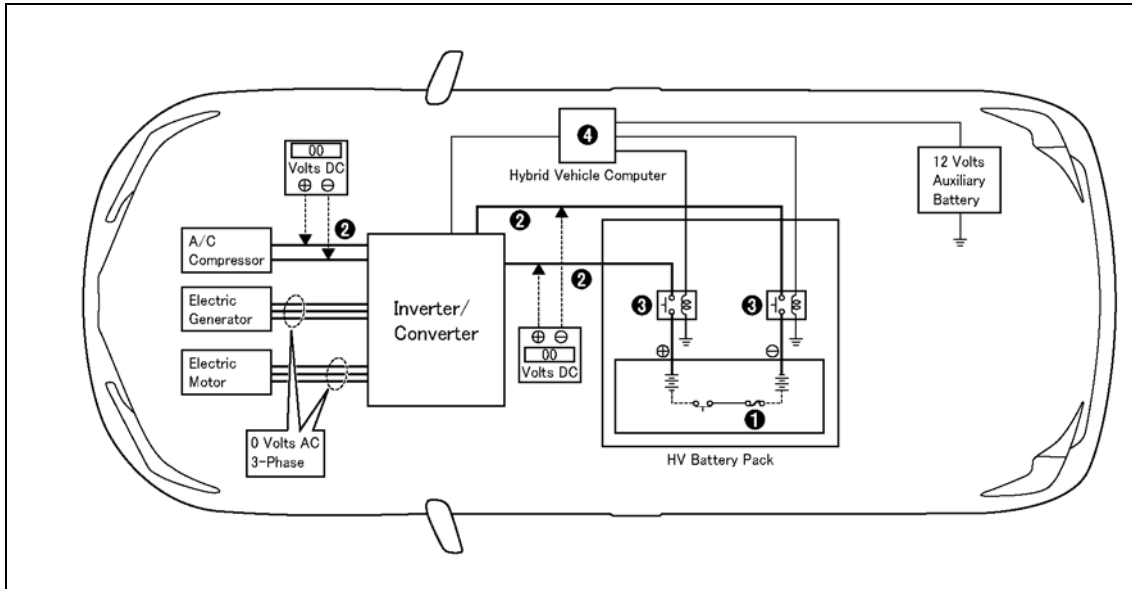 ❹
Hybrid Vehicle Computer
00
Volts DC
⊕ ⊖
❷
12 Volts
Auxiliary
Battery
❷
A/C
Compressor
❷
Electric
Generator
Inverter/
Converter
❸
❸
⊕ ⊖
00
Volts DC
⊕
⊖
Electric
Motor
❶
0 Volts AC
3-Phase
HV Battery Pack